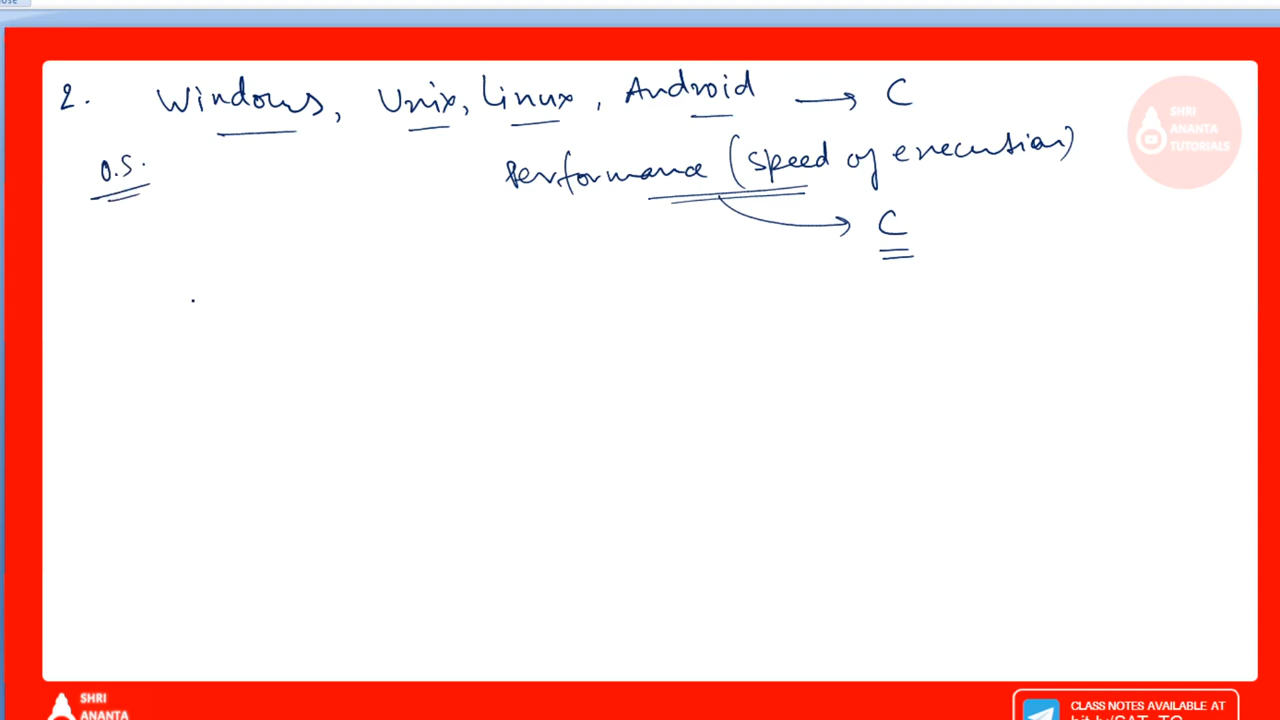 2. Windows, Unix, Linux, Android → C
O.S.
Performance (speed of execution)
C
SHRI
ANANTA
TUTORIALS
SHRI
ANANTA
CLASS NOTES AVAILABLE AT